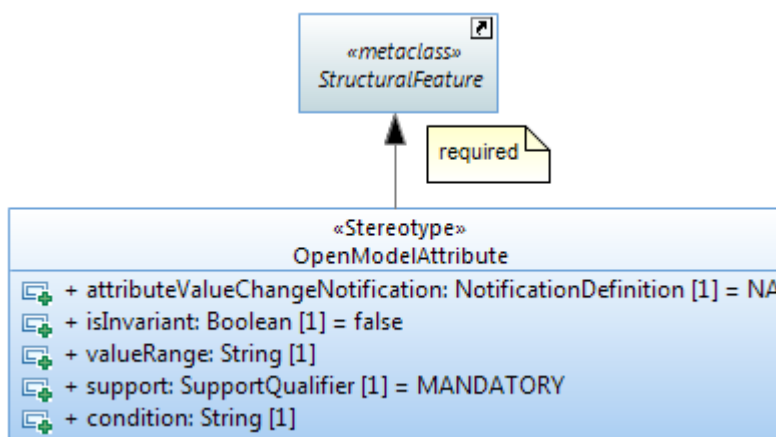 «metaclass»
StructuralFeature
required
«Stereotype»
OpenModelAttribute
+ attributeValueChangeNotification: NotificationDefinition [1] = NA
+ isInvariant: Boolean [1] = false
+ valueRange: String [1]
+ support: SupportQualifier [1] = MANDATORY
+ condition: String [1]